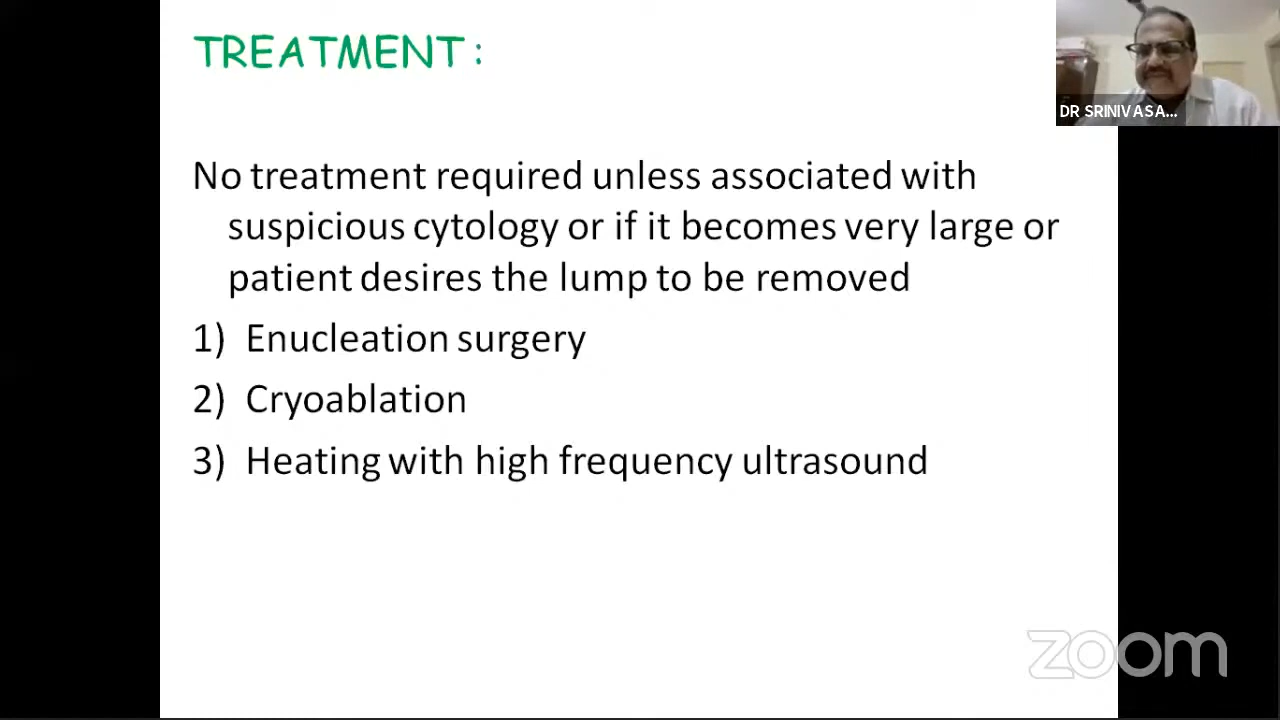 TREATMENT :
DR SRINIVASA...
No treatment required unless associated with
suspicious cytology or if it becomes very large or
patient desires the lump to be removed
1) Enucleation surgery
2) Cryoablation
3) Heating with high frequency ultrasound
zoom